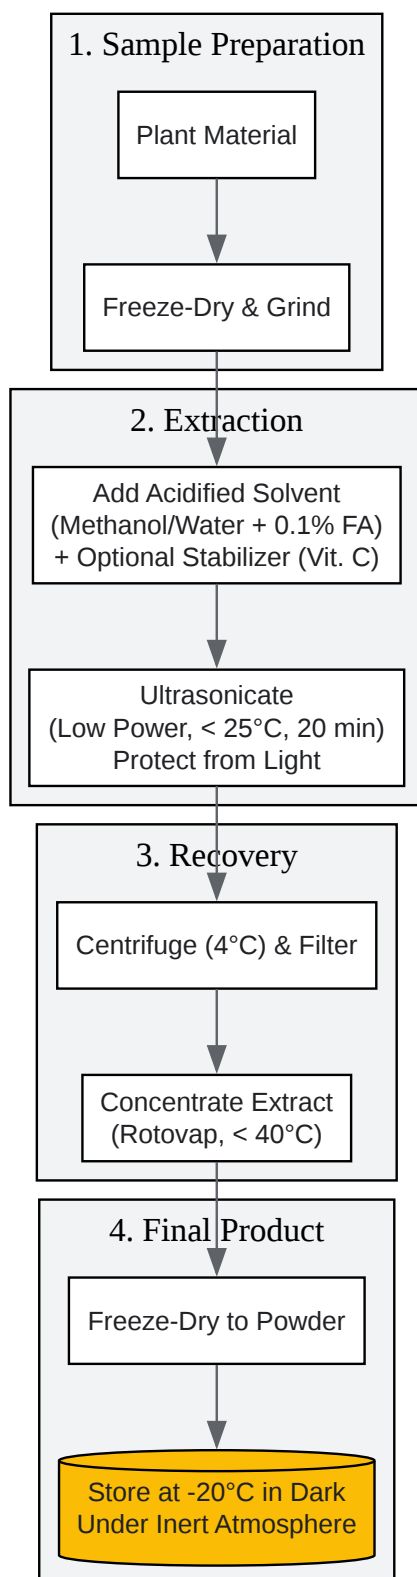 1. Sample Preparation
Plant Material
Freeze-Dry & Grind
2. Extraction
Add Acidified Solvent
(Methanol/Water + 0.1% FA)
+ Optional Stabilizer (Vit. C)
Ultrasonicate
(Low Power, < 25°C, 20 min)
Protect from Light
3. Recovery
Centrifuge (4°C) & Filter
Concentrate Extract
(Rotovap, < 40°C)
4. Final Product
Freeze-Dry to Powder
Store at -20°C in Dark
Under Inert Atmosphere